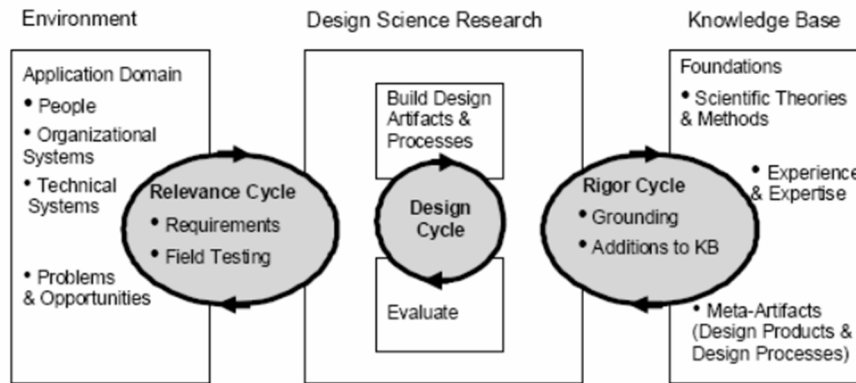 Environment
Design Science Research
Knowledge Base
Application Domain
• People
• Organizational
Systems
• Technical
Systems
• Problems
& Opportunities
Relevance Cycle
• Requirements
• Field Testing
Build Design
Artifacts &
Processes
Design
Cycle
Evaluate
Rigor Cycle
• Grounding
• Additions to KB
Foundations
• Scientific Theories
& Methods
• Experience
& Expertise
• Meta-Artifacts
(Design Products &
Design Processes)